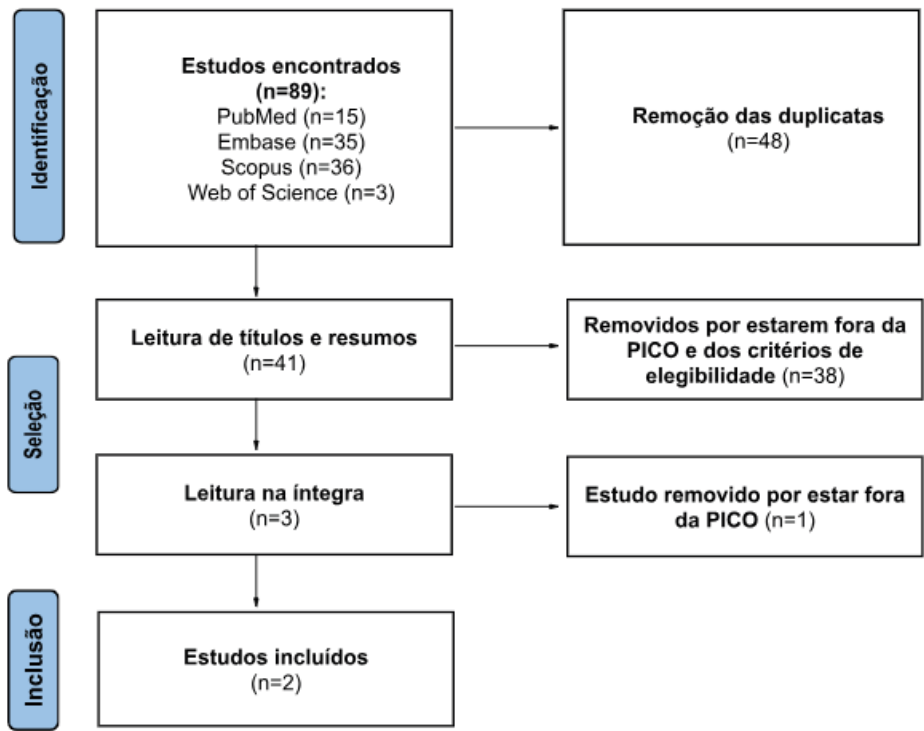 Identificação
Estudos encontrados
(n=89):
PubMed (n=15)
Embase (n=35)
Scopus (n=36)
Web of Science (n=3)
Remoção das duplicatas
(n=48)
Seleção
Leitura de títulos e resumos
(n=41)
Removidos por estarem fora da
PICO e dos critérios de
elegibilidade (n=38)
Leitura na íntegra
(n=3)
Estudo removido por estar fora
da PICO (n=1)
Inclusão
Estudos incluídos
(n=2)